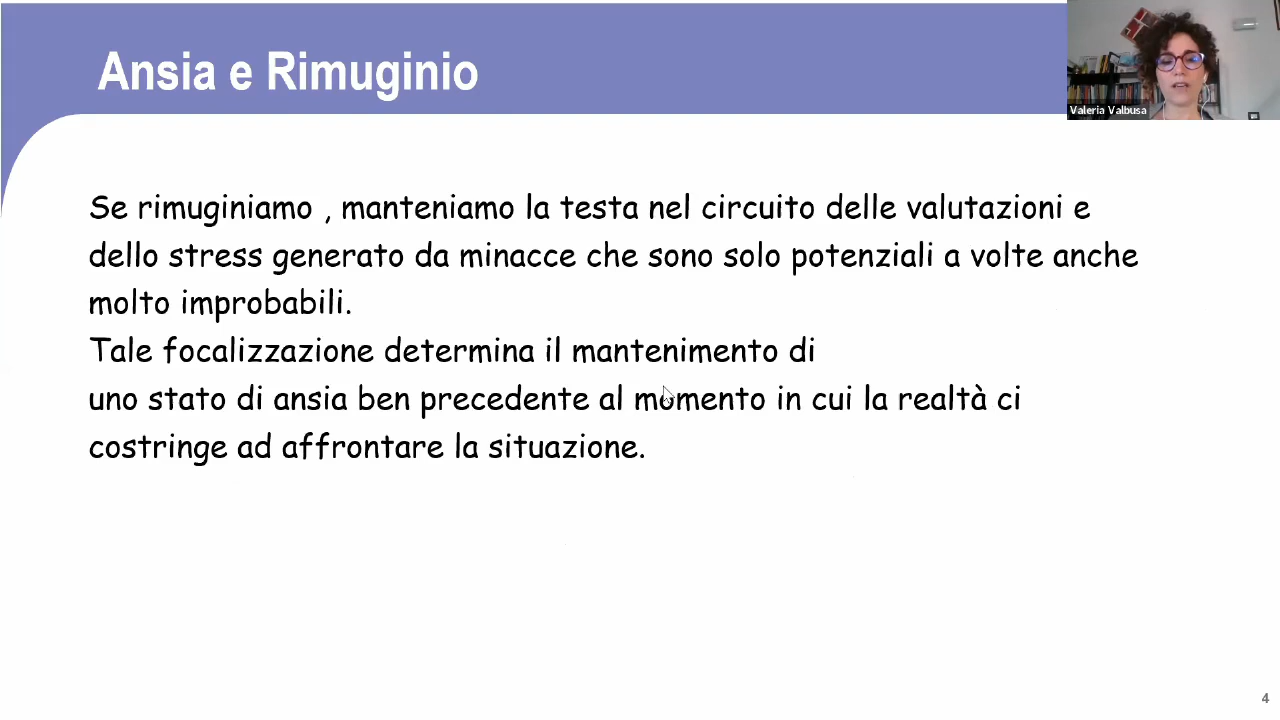 Ansia e Rimuginio
Valeria Valbusa
Se rimuginiamo , manteniamo la testa nel circuito delle valutazioni e
dello stress generato da minacce che sono solo potenziali a volte anche
molto improbabili.
Tale focalizzazione determina il mantenimento di
uno stato di ansia ben precedente al momento in cui la realtà ci
costringe ad affrontare la situazione.
4